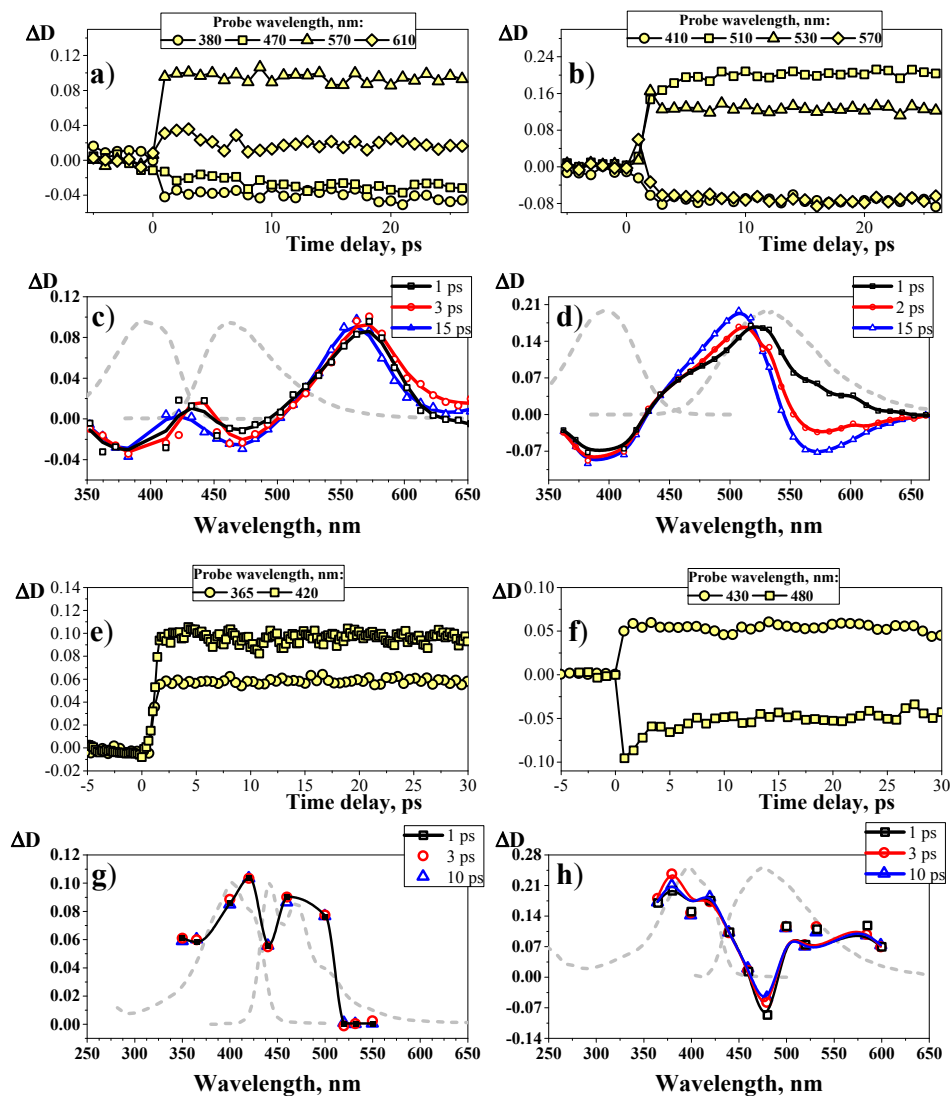 Probe wavelength, nm:
380 470 570 610
ΔD
a)
0.12
0.08
0.04
0.00
-0.04
0 10 20
Time delay, ps
Probe wavelength, nm:
410 510 530 570
ΔD
b)
0.24
0.16
0.08
0.00
-0.08
0 10 20
Time delay, ps
ΔD
c)
1 ps
3 ps
15 ps
0.12
0.08
0.04
0.00
-0.04
350 400 450 500 550 600 650
Wavelength, nm
ΔD
d)
1 ps
2 ps
15 ps
0.21
0.14
0.07
0.00
-0.07
350 400 450 500 550 600 650
Wavelength, nm
Probe wavelength, nm:
365 420
ΔD
e)
0.14
0.12
0.10
0.08
0.06
0.04
0.02
0.00
-0.02
-5 0 5 10 15 20 25 30
Time delay, ps
Probe wavelength, nm:
430 480
ΔD
f)
0.10
0.05
0.00
-0.05
-0.10
-5 0 5 10 15 20 25 30
Time delay, ps
ΔD
g)
1 ps
3 ps
10 ps
0.12
0.10
0.08
0.06
0.04
0.02
0.00
250 300 350 400 450 500 550 600 650
Wavelength, nm
ΔD
h)
1 ps
3 ps
10 ps
0.28
0.21
0.14
0.07
0.00
-0.07
-0.14
250 300 350 400 450 500 550 600 650
Wavelength, nm